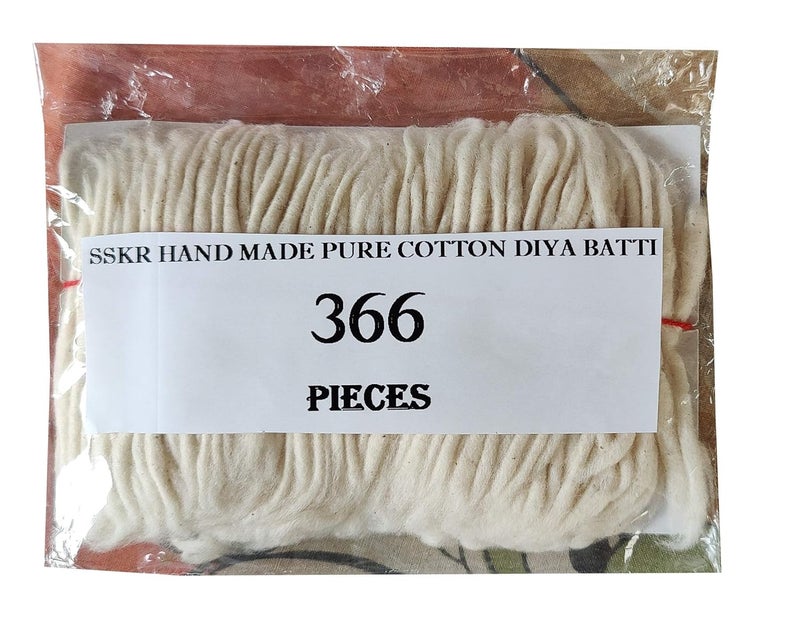 SSKR HAND MADE PURE COTTON DIYA BATTI
366
PIECES